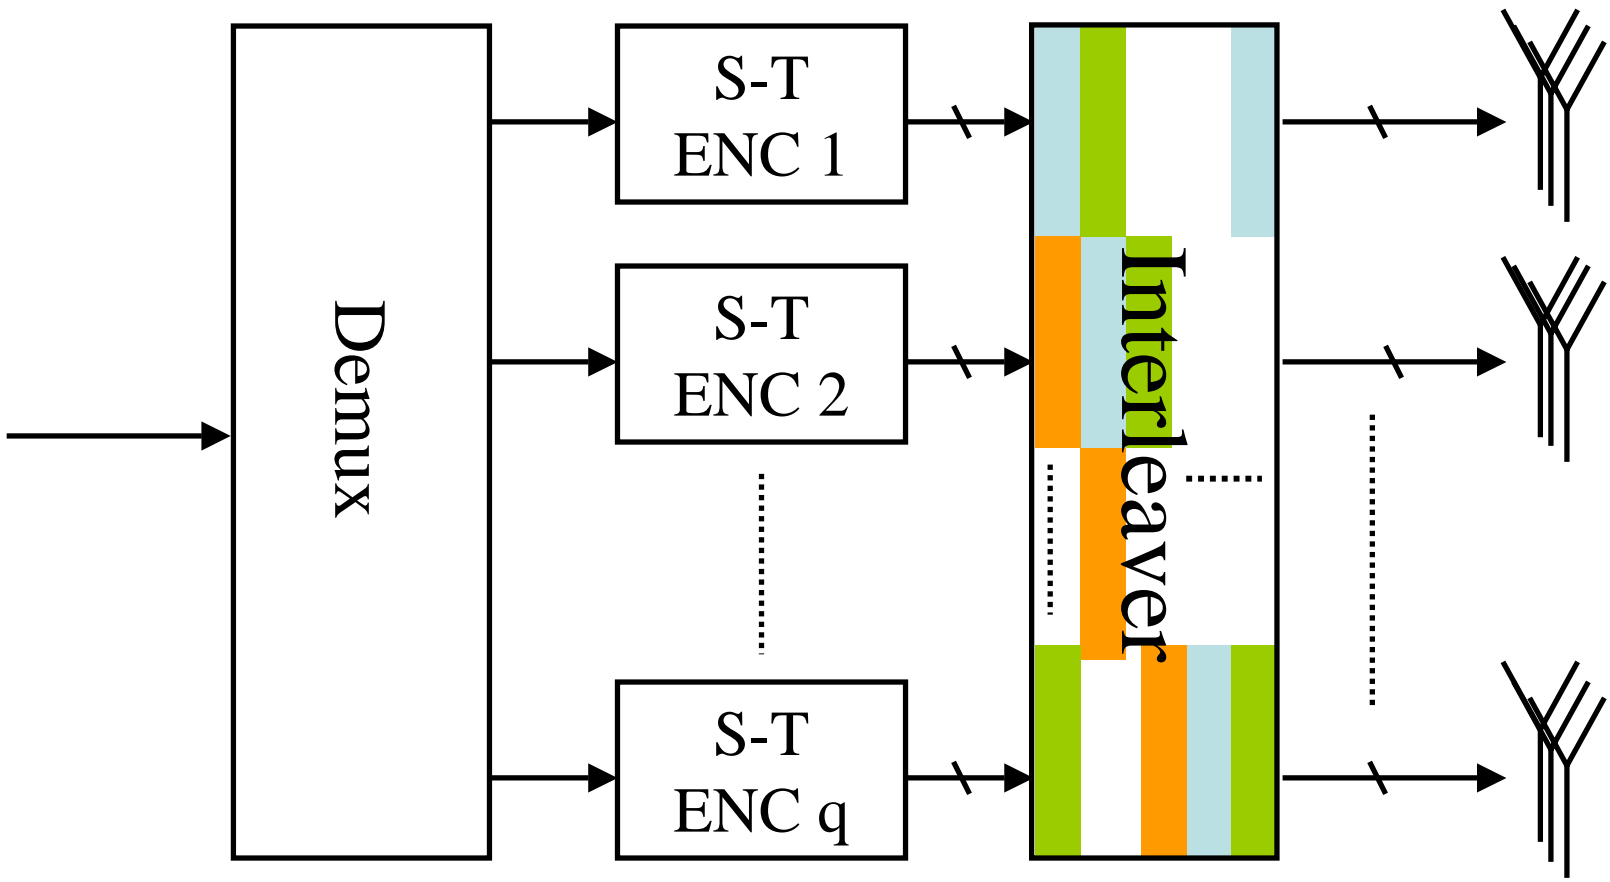 Demux
S-T
ENC 1
S-T
ENC 2
S-T
ENC q
Interleaver